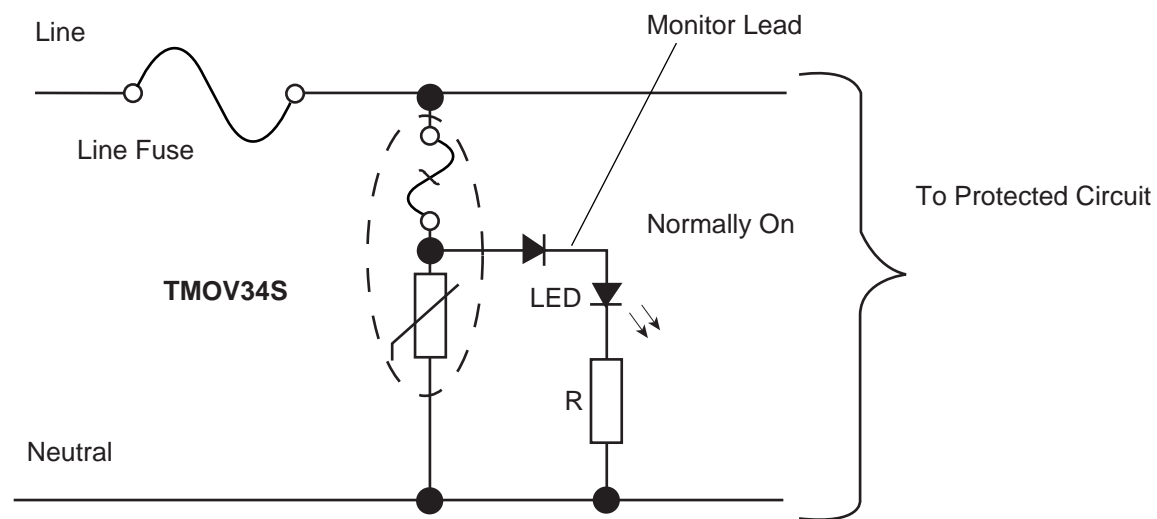 Line
Monitor Lead
Line Fuse
To Protected Circuit
Normally On
TMOV34S
LED
R
Neutral